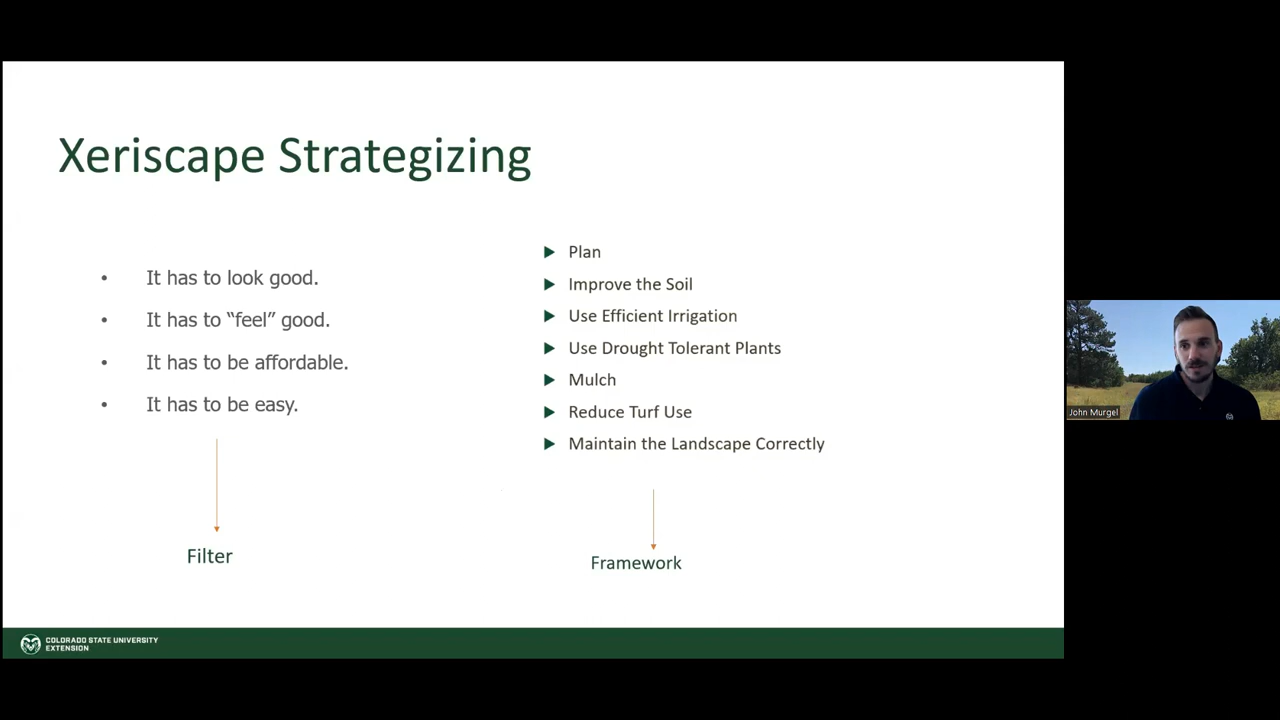 Xeriscape Strategizing
• It has to look good.
• It has to “feel” good.
• It has to be affordable.
• It has to be easy.
Filter
Plan
Improve the Soil
Use Efficient Irrigation
Use Drought Tolerant Plants
Mulch
Reduce Turf Use
Maintain the Landscape Correctly
Framework
John Murgel
COLORADO STATE UNIVERSITY
EXTENSION